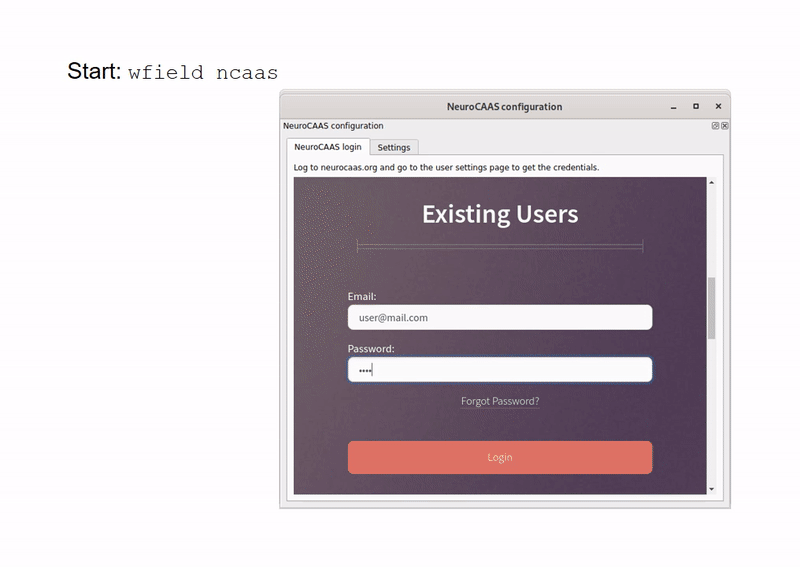 Start: wfield ncaas
NeuroCAAS configuration
NeuroCAAS configuration
NeuroCAAS login Settings
Log to neurocaas.org and go to the user settings page to get the credentials.
Existing Users
Email:
user@mail.com
Password:
••••
Forgot Password?
Login